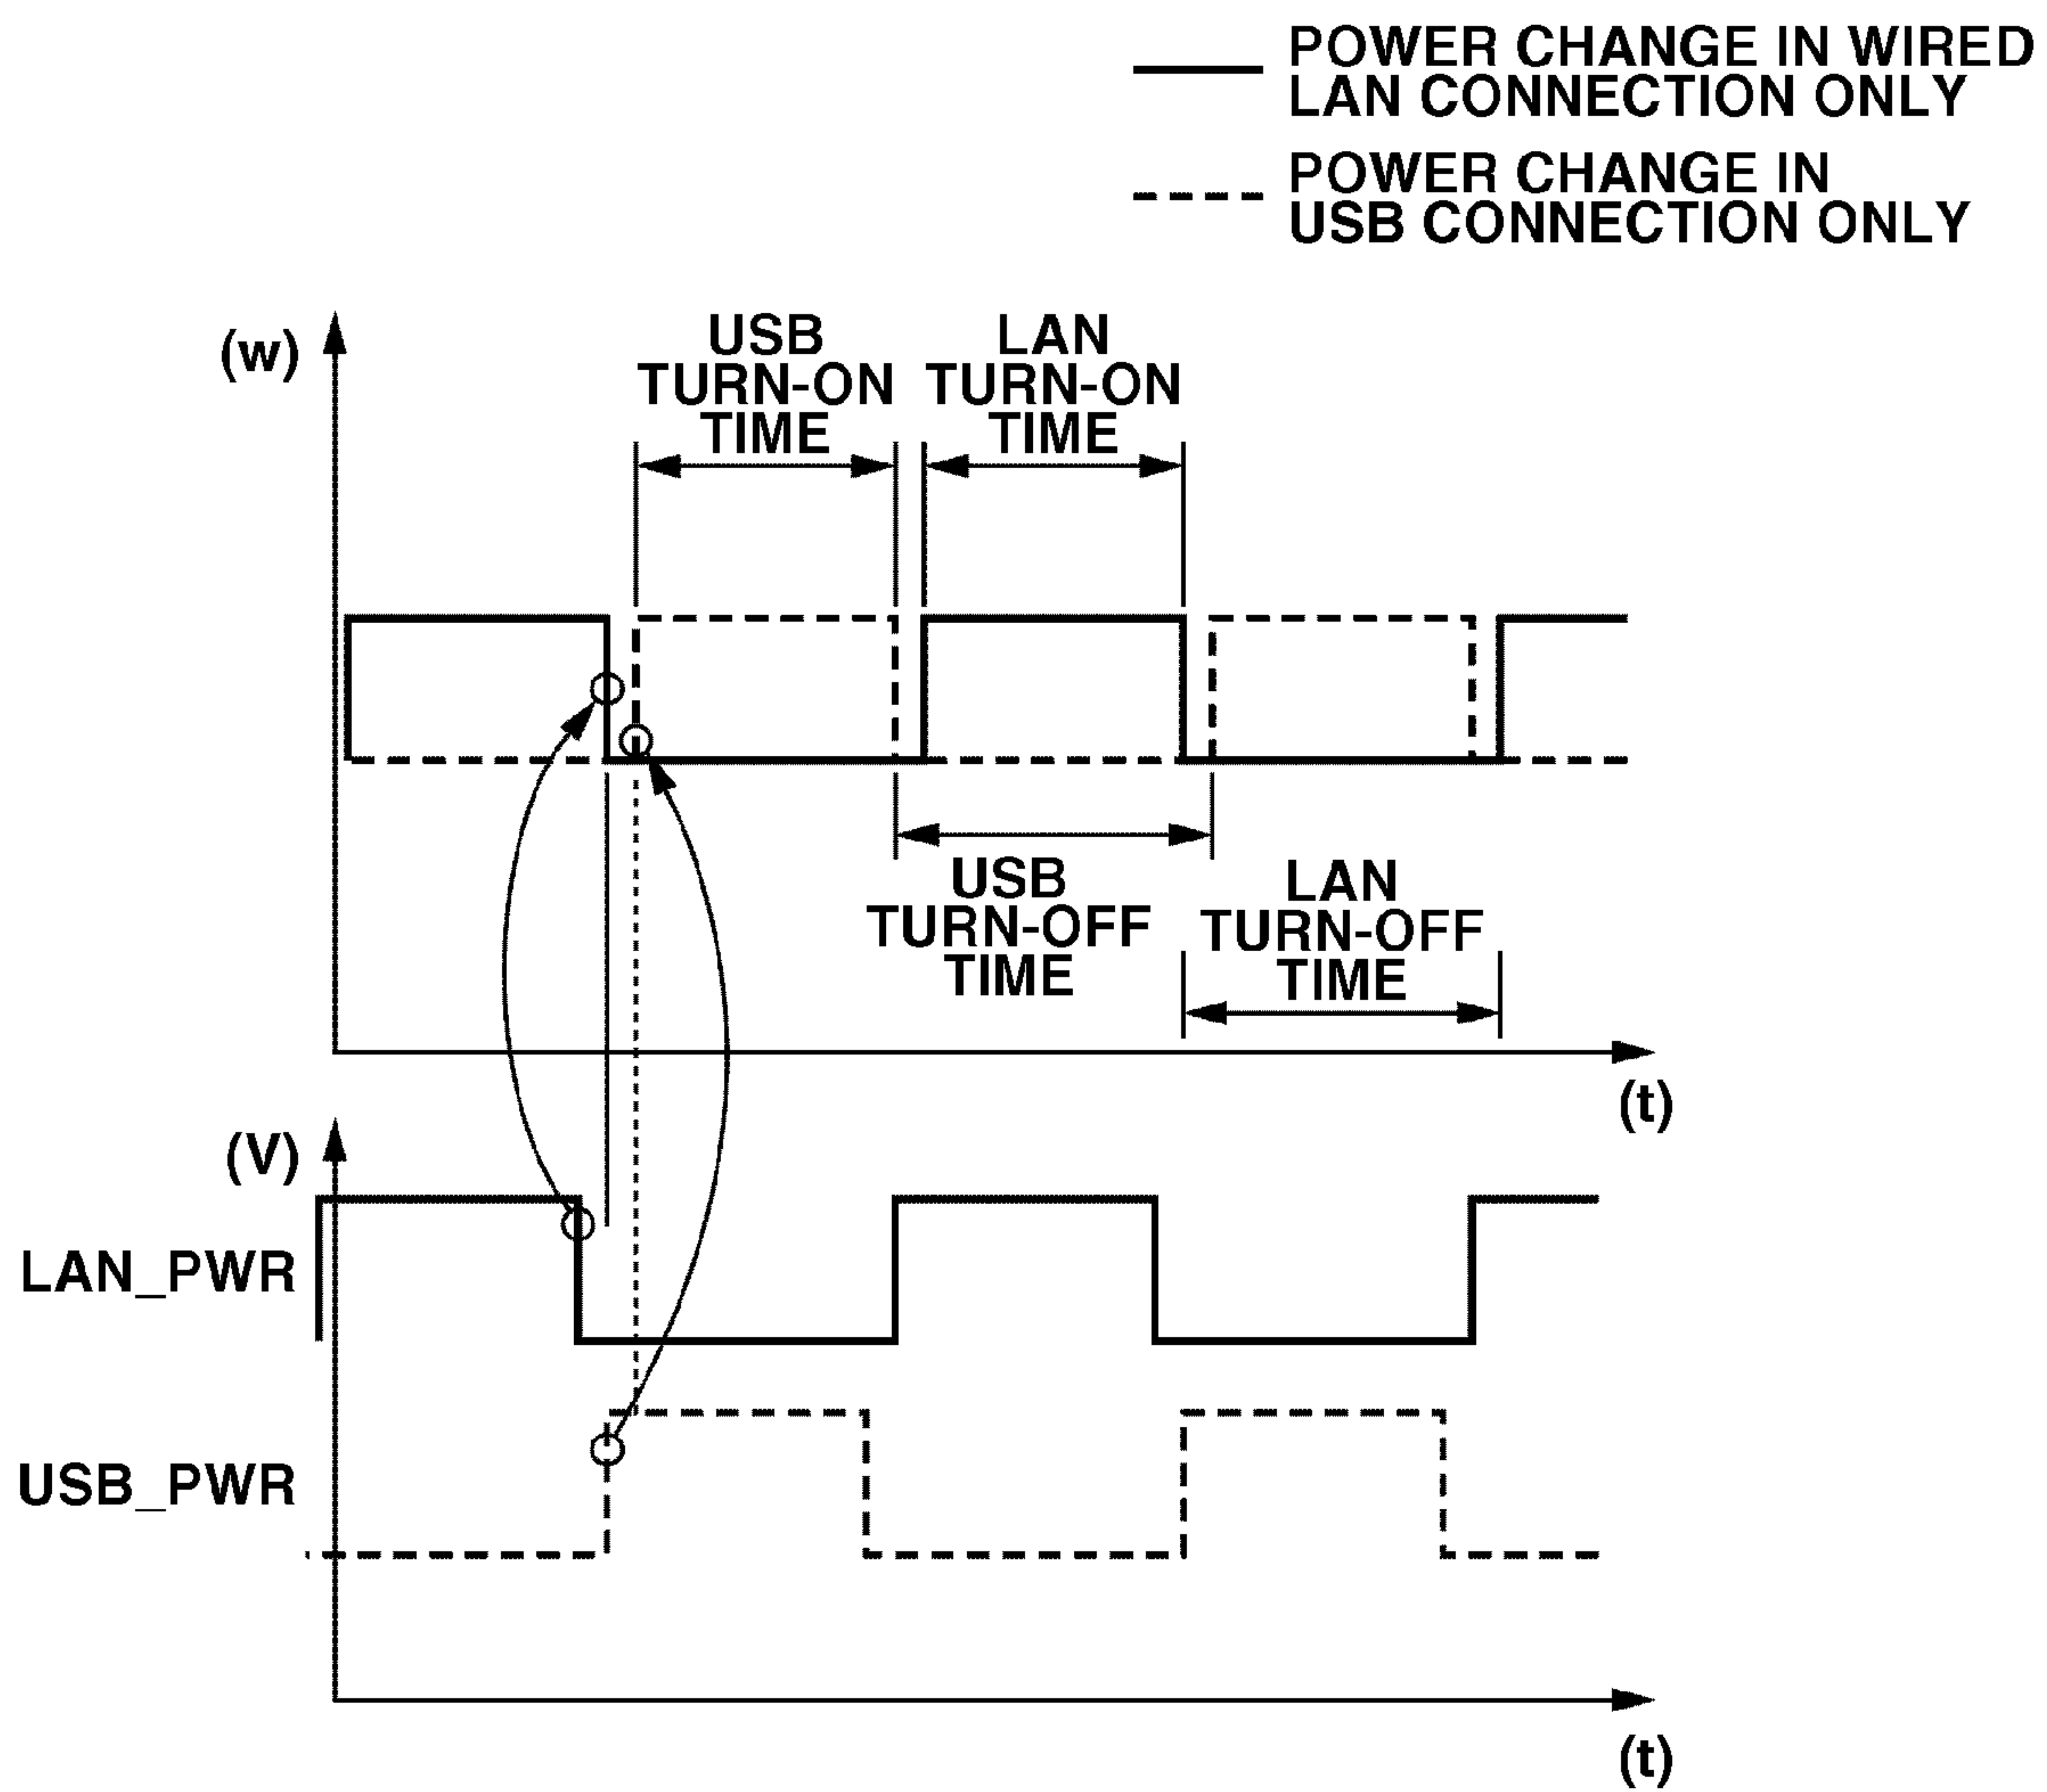 POWER CHANGE IN WIRED
LAN CONNECTION ONLY
POWER CHANGE IN
USB CONNECTION ONLY
(w)
USB
TURN-ON
TIME
LAN
TURN-ON
TIME
USB
TURN-OFF
TIME
LAN
TURN-OFF
TIME
(t)
(V)
LAN_PWR
USB_PWR
(t)